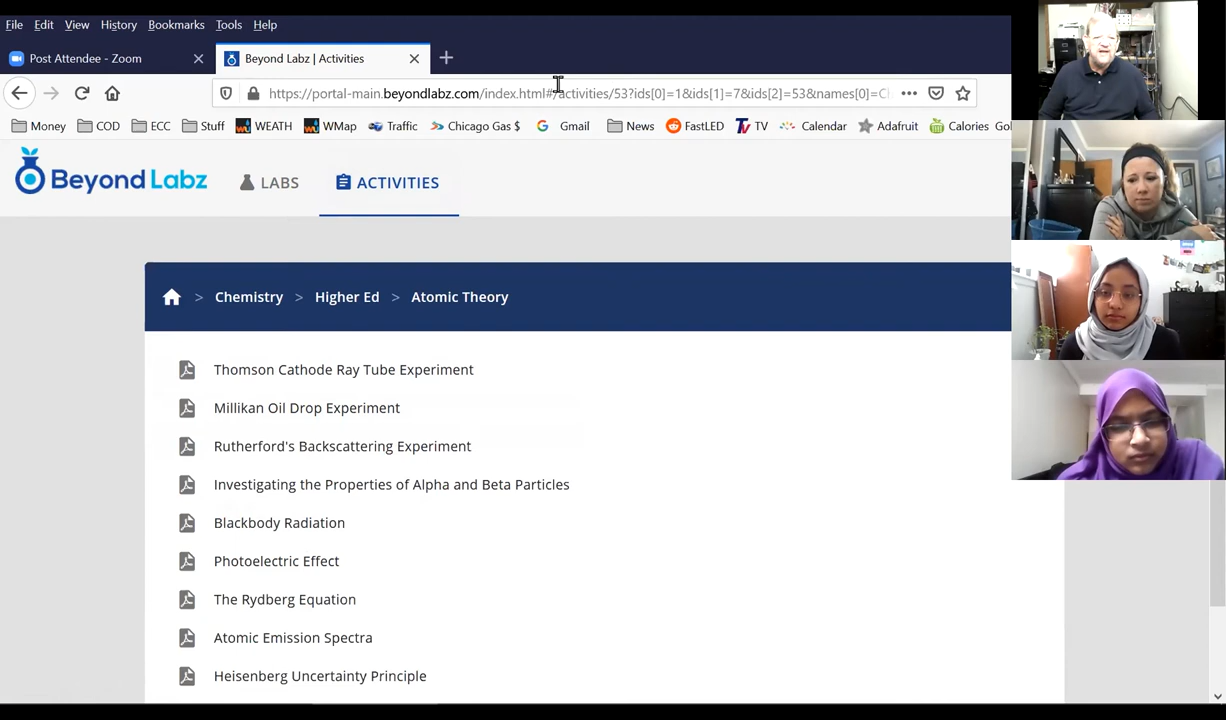 File Edit View History Bookmarks Tools Help
Post Attendee - Zoom
Beyond Labz | Activities
https://portal-main.beyondlabz.com/index.html#/activities/53?ids[0]=1&ids[1]=7&ids[2]=53&names[0]=C
Money COD ECC Stuff WEATH WMap Traffic Chicago Gas $ Gmail News FastLED TV Calendar Adafruit Calories
Beyond Labz LABS ACTIVITIES
> Chemistry > Higher Ed > Atomic Theory
Thomson Cathode Ray Tube Experiment
Millikan Oil Drop Experiment
Rutherford's Backscattering Experiment
Investigating the Properties of Alpha and Beta Particles
Blackbody Radiation
Photoelectric Effect
The Rydberg Equation
Atomic Emission Spectra
Heisenberg Uncertainty Principle